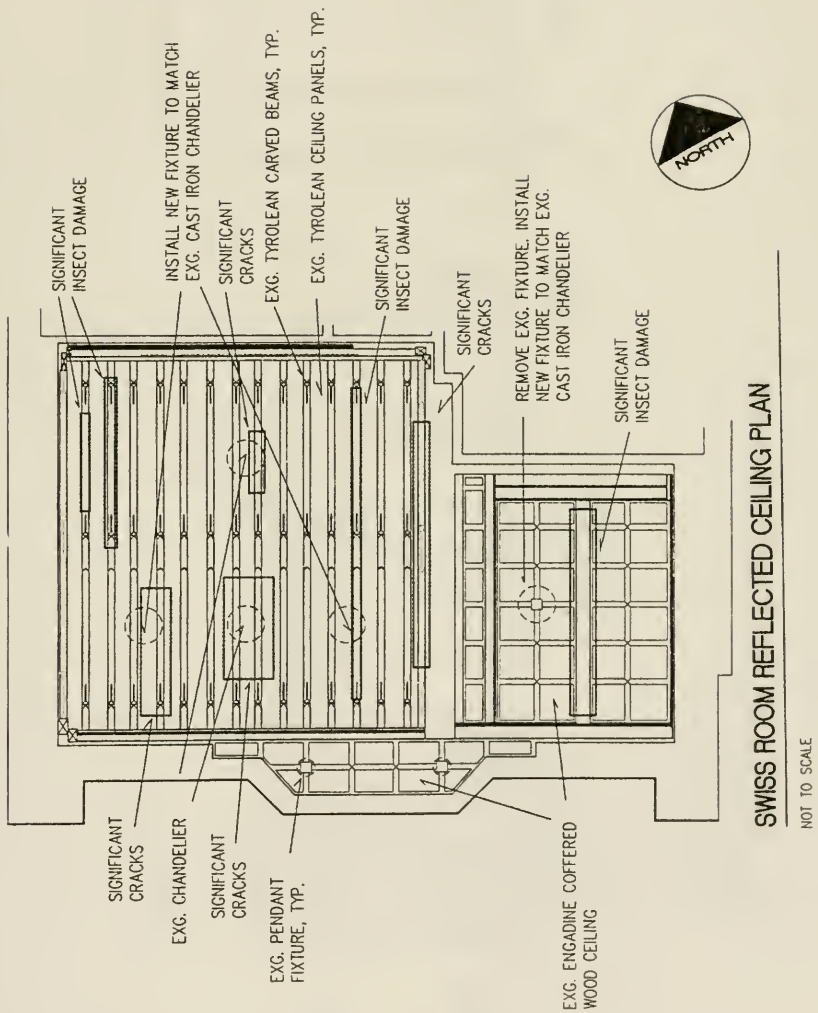 SIGNIFICANT
INSECT DAMAGE
INSTALL NEW FIXTURE TO MATCH
EXG. CAST IRON CHANDELIER
SIGNIFICANT
CRACKS
EXG. TYROLEAN CARVED BEAMS, TYP.
EXG. TYROLEAN CEILING PANELS, TYP.
SIGNIFICANT
INSECT DAMAGE
SIGNIFICANT
CRACKS
REMOVE EXG. FIXTURE. INSTALL
NEW FIXTURE TO MATCH EXG.
CAST IRON CHANDELIER
SIGNIFICANT
INSECT DAMAGE
SIGNIFICANT
CRACKS
EXG. CHANDELIER
SIGNIFICANT
CRACKS
EXG. PENDANT
FIXTURE, TYP.
EXG. ENGADINE COFFERED
WOOD CEILING
NORTH
SWISS ROOM REFLECTED CEILING PLAN
NOT TO SCALE